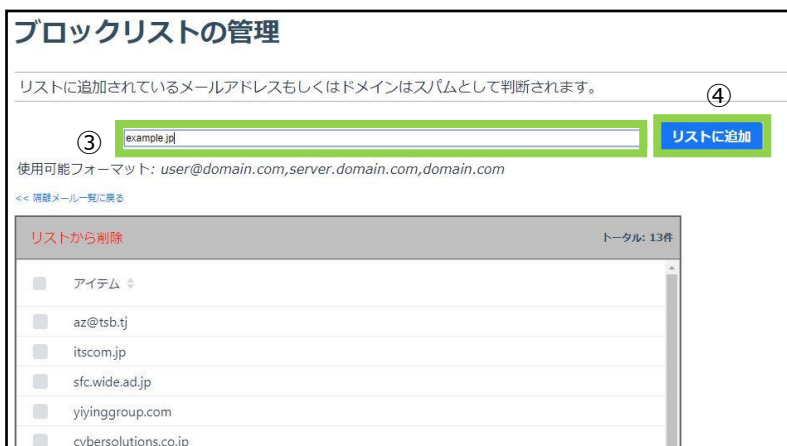 ブロックリストの管理
リストに追加されているメールアドレスもしくはドメインはスパムとして判断されます。
④
③ example.jp リストに追加
使用可能フォーマット: user@domain.com,server.domain.com,domain.com
<< 隔離メール一覧に戻る
リストから削除 トータル: 13件
アイテム
az@tsb.tj
itscom.jp
sfc.wide.ad.jp
yiyinggroup.com
cybersolutions.co.jp